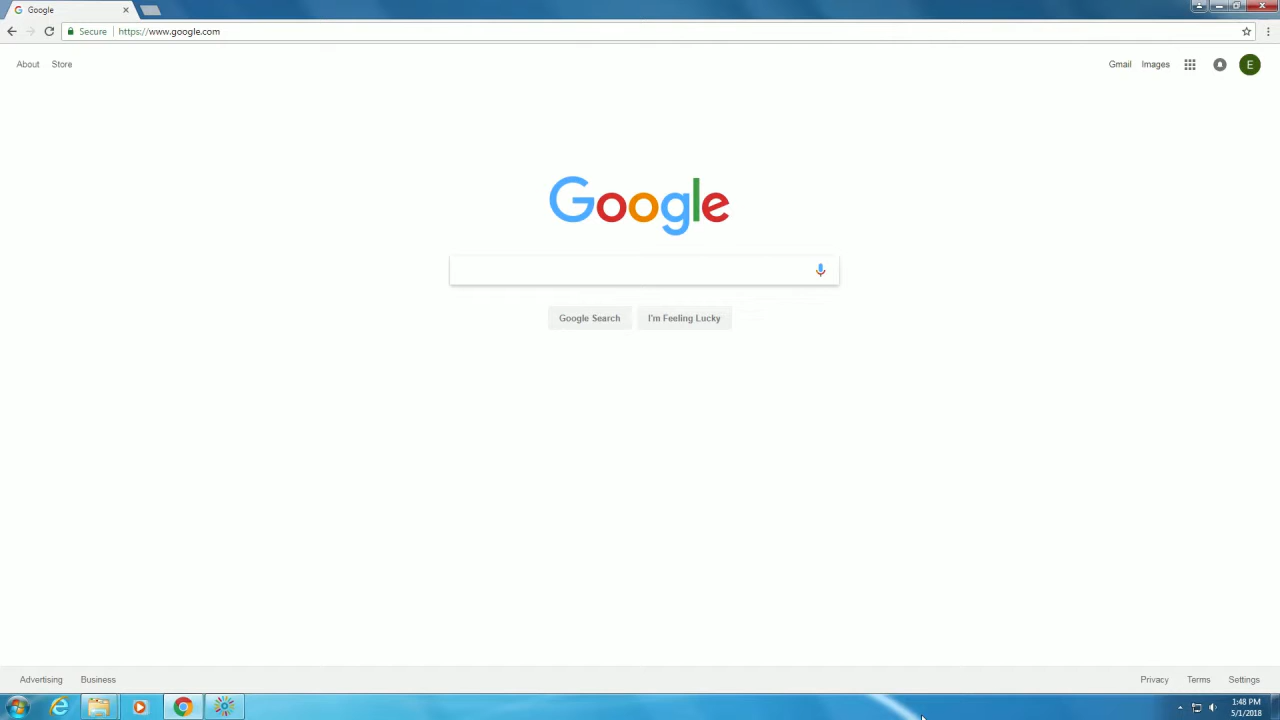 Google
Secure https://www.google.com
About Store Gmail Images E
Google
Google Search I'm Feeling Lucky
Advertising Business Privacy Terms Settings
1:48 PM
5/1/2018